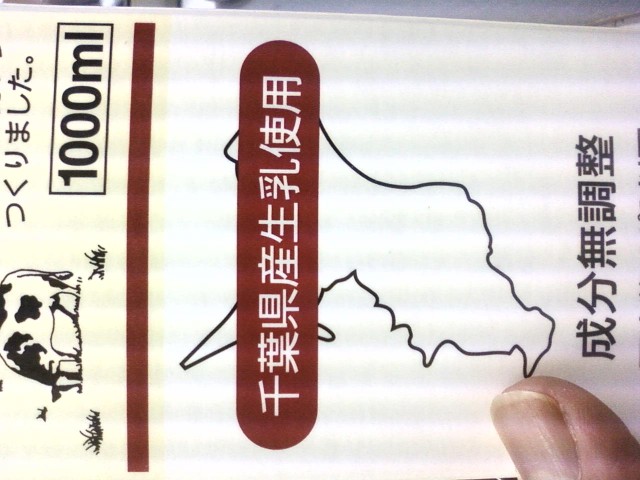 つくりました。
1000ml
千葉県産生乳使用
成分無調整